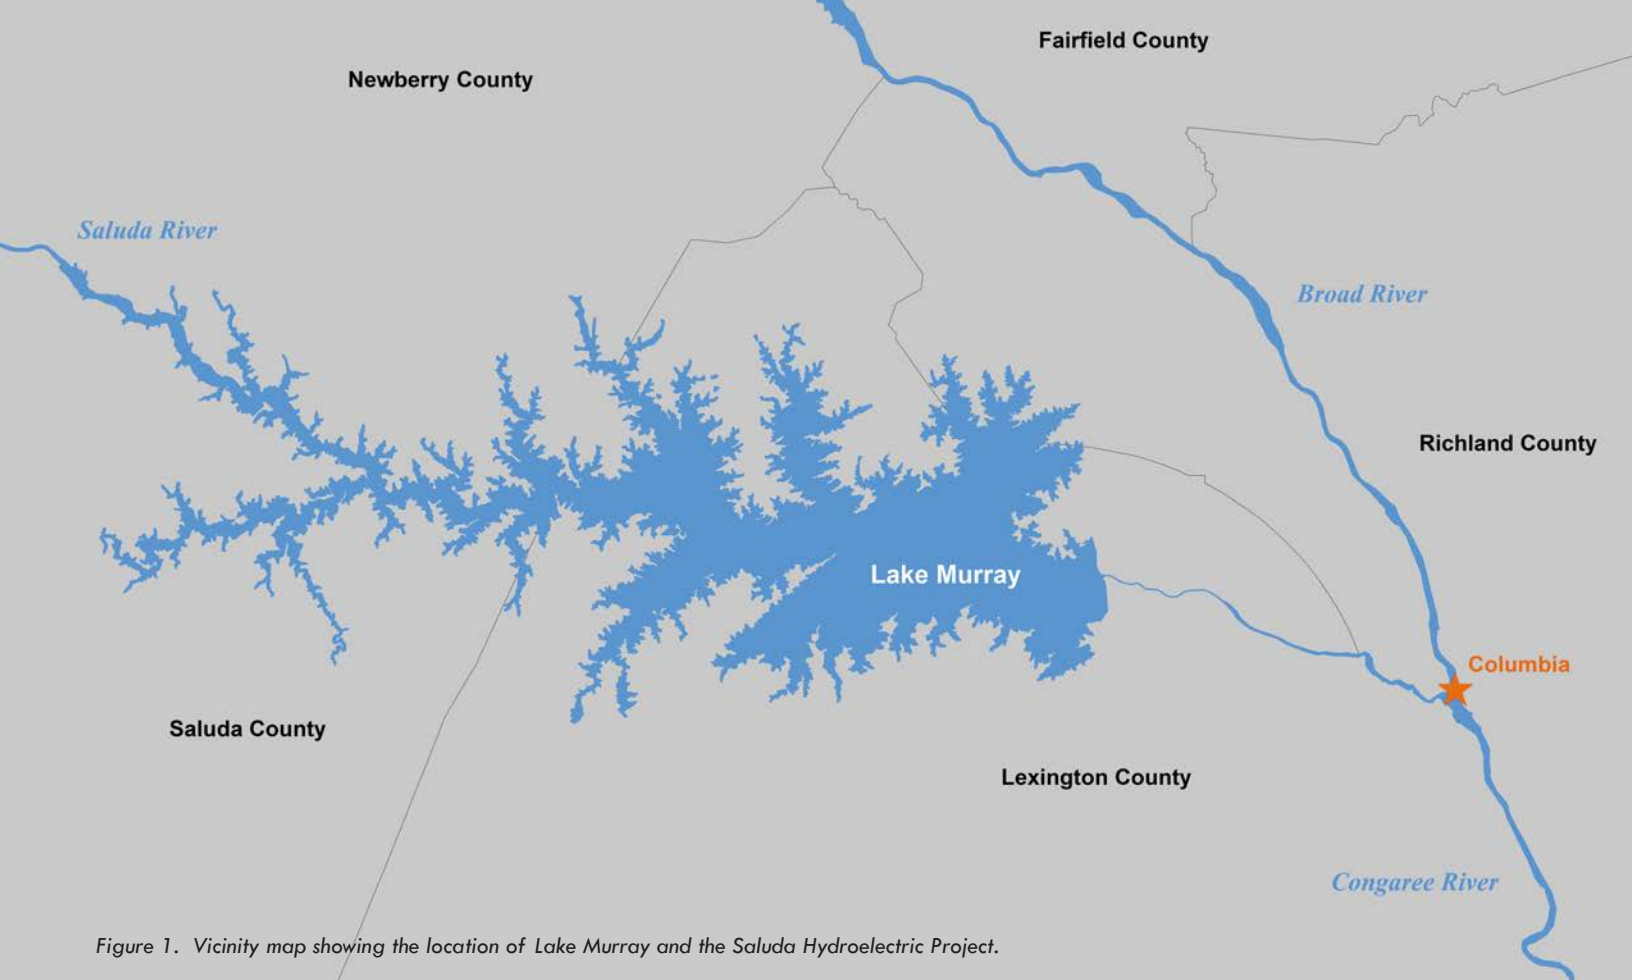 Fairfield County
Newberry County
Saluda River
Broad River
Richland County
Lake Murray
Columbia
Saluda County
Lexington County
Congaree River
Figure 1. Vicinity map showing the location of Lake Murray and the Saluda Hydroelectric Project.